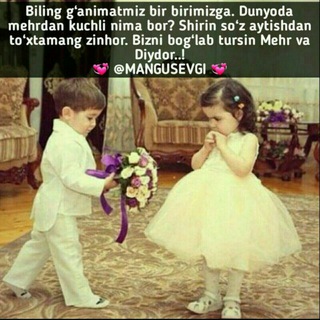 Biling g'animatmiz bir birimizga. Dunyoda
mehrdan kuchli nima bor? Shirin so'z aytishdan
to'xtamang zinhor. Bizni bog'lab tursin Mehr va
Diydor..!
💞 @MANGUSEVGI 💞